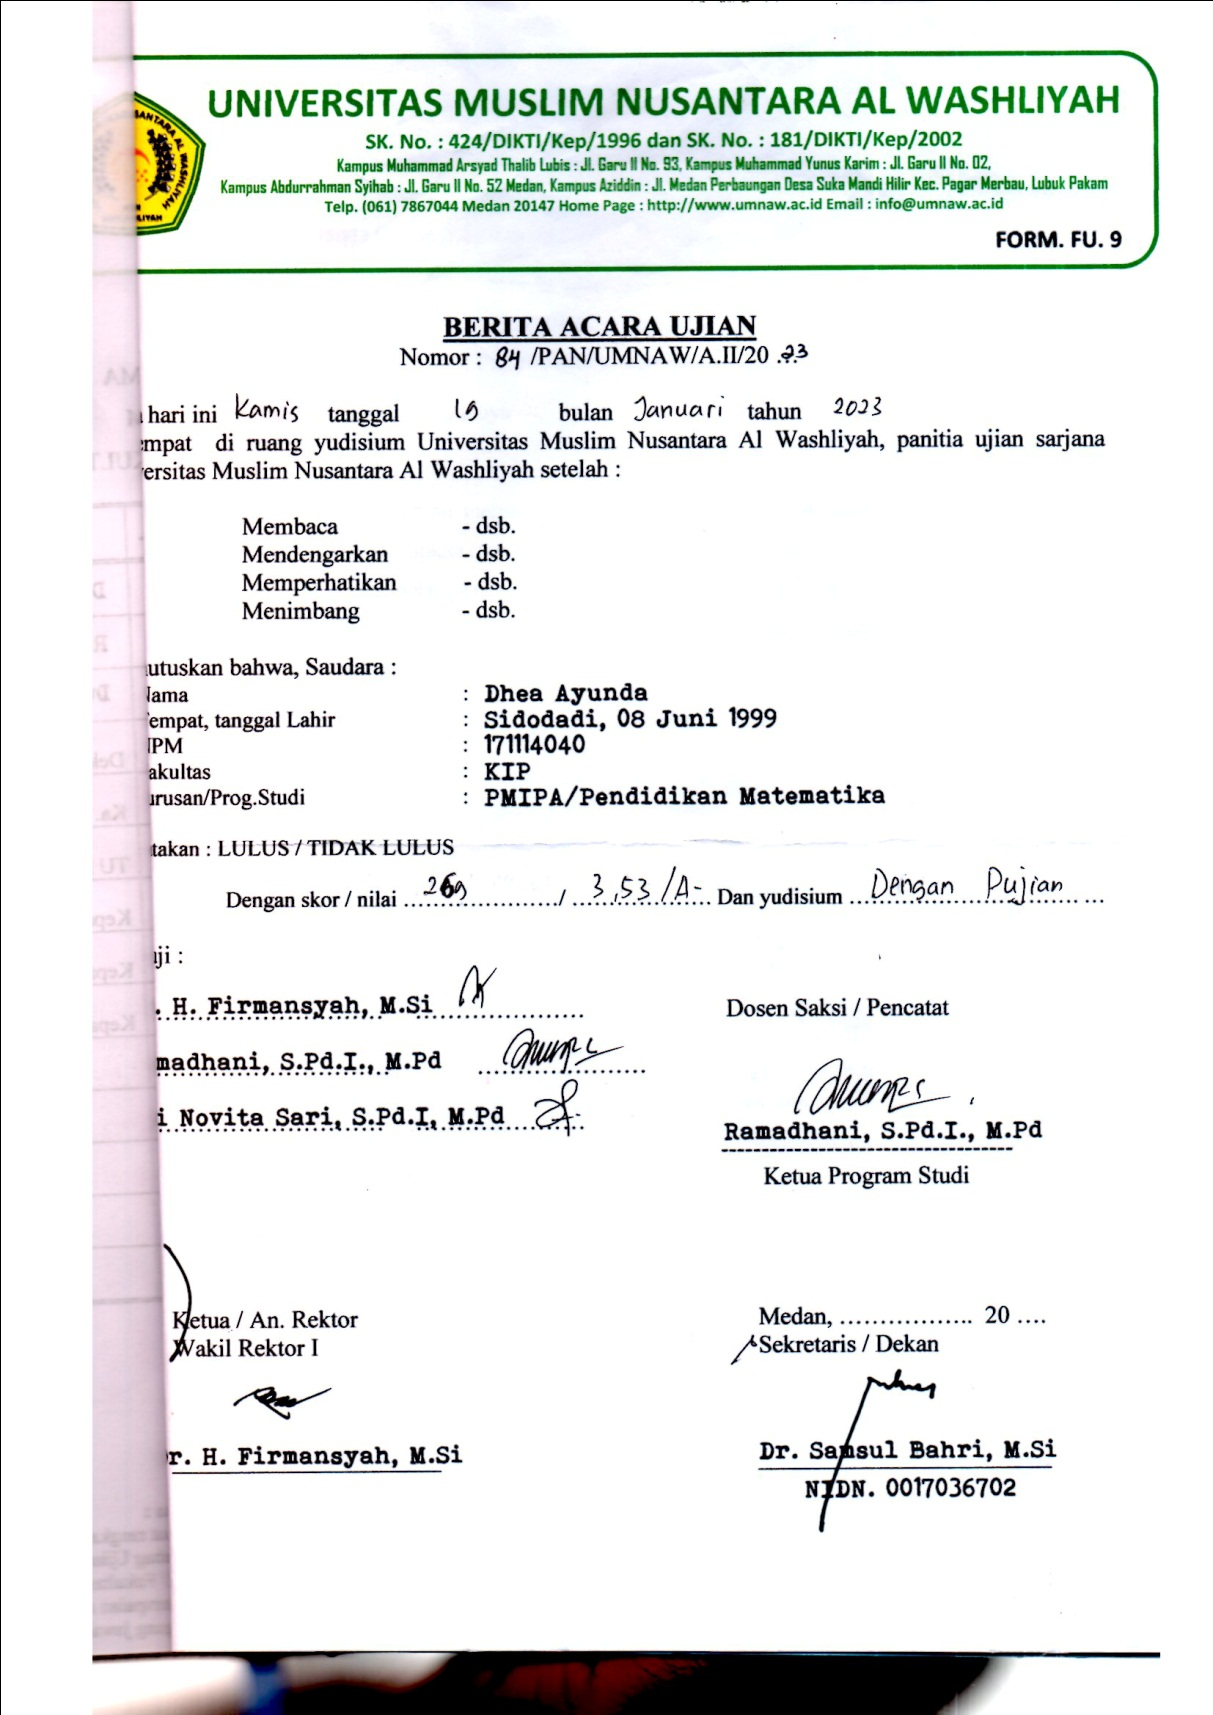 UNIVERSITAS MUSLIM NUSANTARA AL WASHLIYAH
SK. No. : 424/DIKTI/Kep/1996 dan SK. No. : 181/DIKTI/Kep/2002
Kampus Muhammad Arsyad Thalib Lubis : Jl. Garu II No. 93, Kampus Muhammad Yunus Karim : Jl. Garu II No. 02,
Kampus Abdurrahman Syihab : Jl. Garu II No. 52 Medan, Kampus Aziddin : Jl. Medan Perbaungan Desa Suka Mandi Hilir Kec. Pagar Merbau, Lubuk Pakam
Telp. (061) 7867044 Medan 20147 Home Page : http://www.umnaw.ac.id Email : info@umnaw.ac.id
FORM. FU. 9
BERITA ACARA UJIAN
Nomor : 84 /PAN/UMNAW/A.II/20 23
hari ini Kamis tanggal 19 bulan Januari tahun 2023
mpat di ruang yudisium Universitas Muslim Nusantara Al Washliyah, panitia ujian sarjana
ersitas Muslim Nusantara Al Washliyah setelah :
Membaca - dsb.
Mendengarkan - dsb.
Memperhatikan - dsb.
Menimbang - dsb.
utuskan bahwa, Saudara :
ama : Dhea Ayunda
empat, tanggal Lahir : Sidodadi, 08 Juni 1999
PM : 171114040
akultas : KIP
urusan/Prog.Studi : PMIPA/Pendidikan Matematika
takan : LULUS / TIDAK LULUS
Dengan skor / nilai 269 / 3,53/A- Dan yudisium Dengan Pujian
uji :
. H. Firmansyah, M.Si
Dosen Saksi / Pencatat
madhani, S.Pd.I., M.Pd
i Novita Sari, S.Pd.I, M.Pd
Ramadhani, S.Pd.I., M.Pd
Ketua Program Studi
Ketua / An. Rektor
Wakil Rektor I
Medan, ................. 20 ....
Sekretaris / Dekan
r. H. Firmansyah, M.Si
Dr. Samsul Bahri, M.Si
NIDN. 0017036702